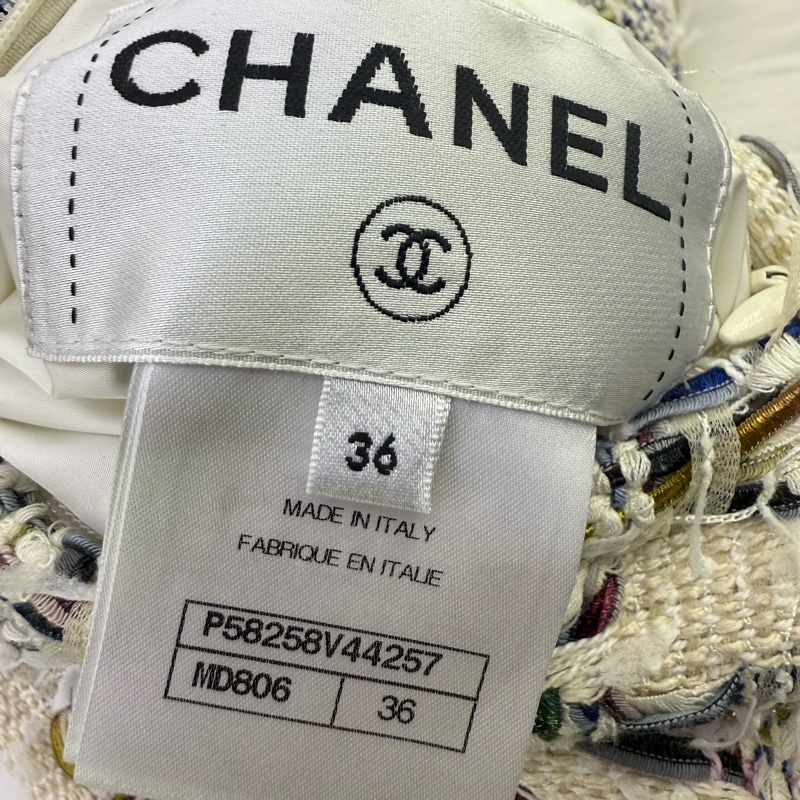 CHANEL
36
MADE IN ITALY
FABRIQUE EN ITALIE
P58258V44257
MD806 36